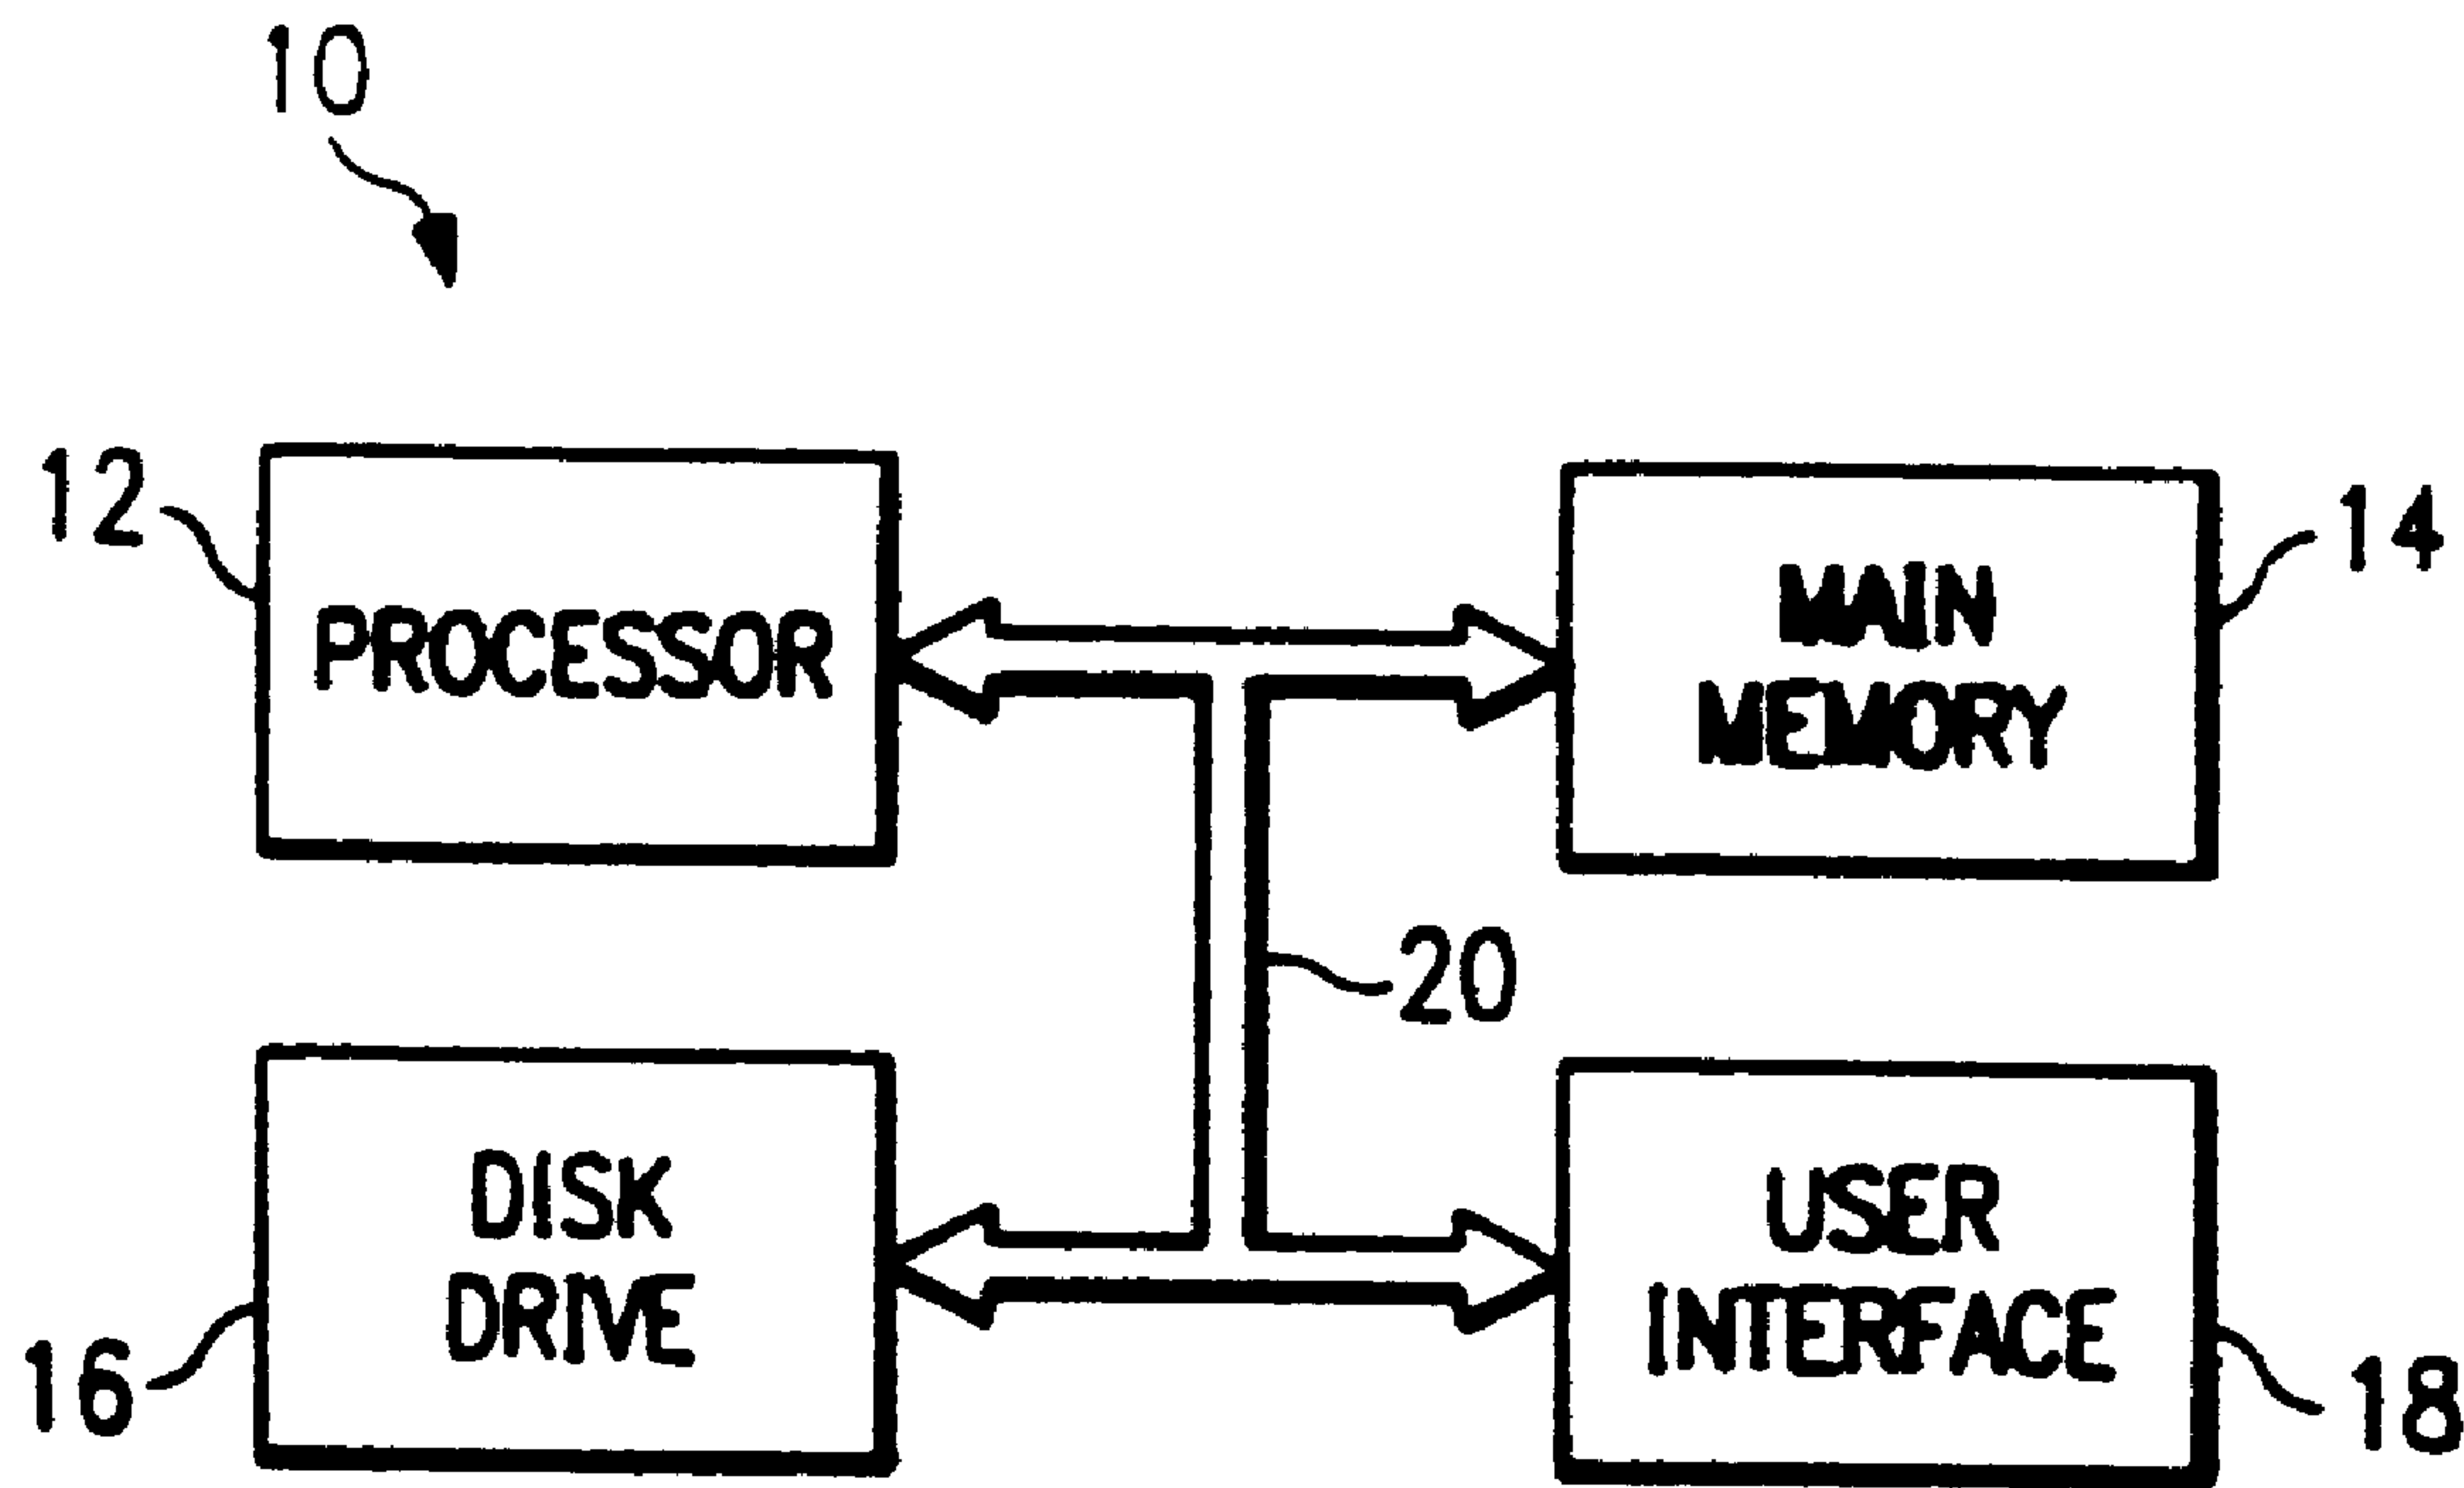 10
12
PROCESSOR
MAIN
MEMORY
14
20
DISK
DRIVE
16
USER
INTERFACE
18